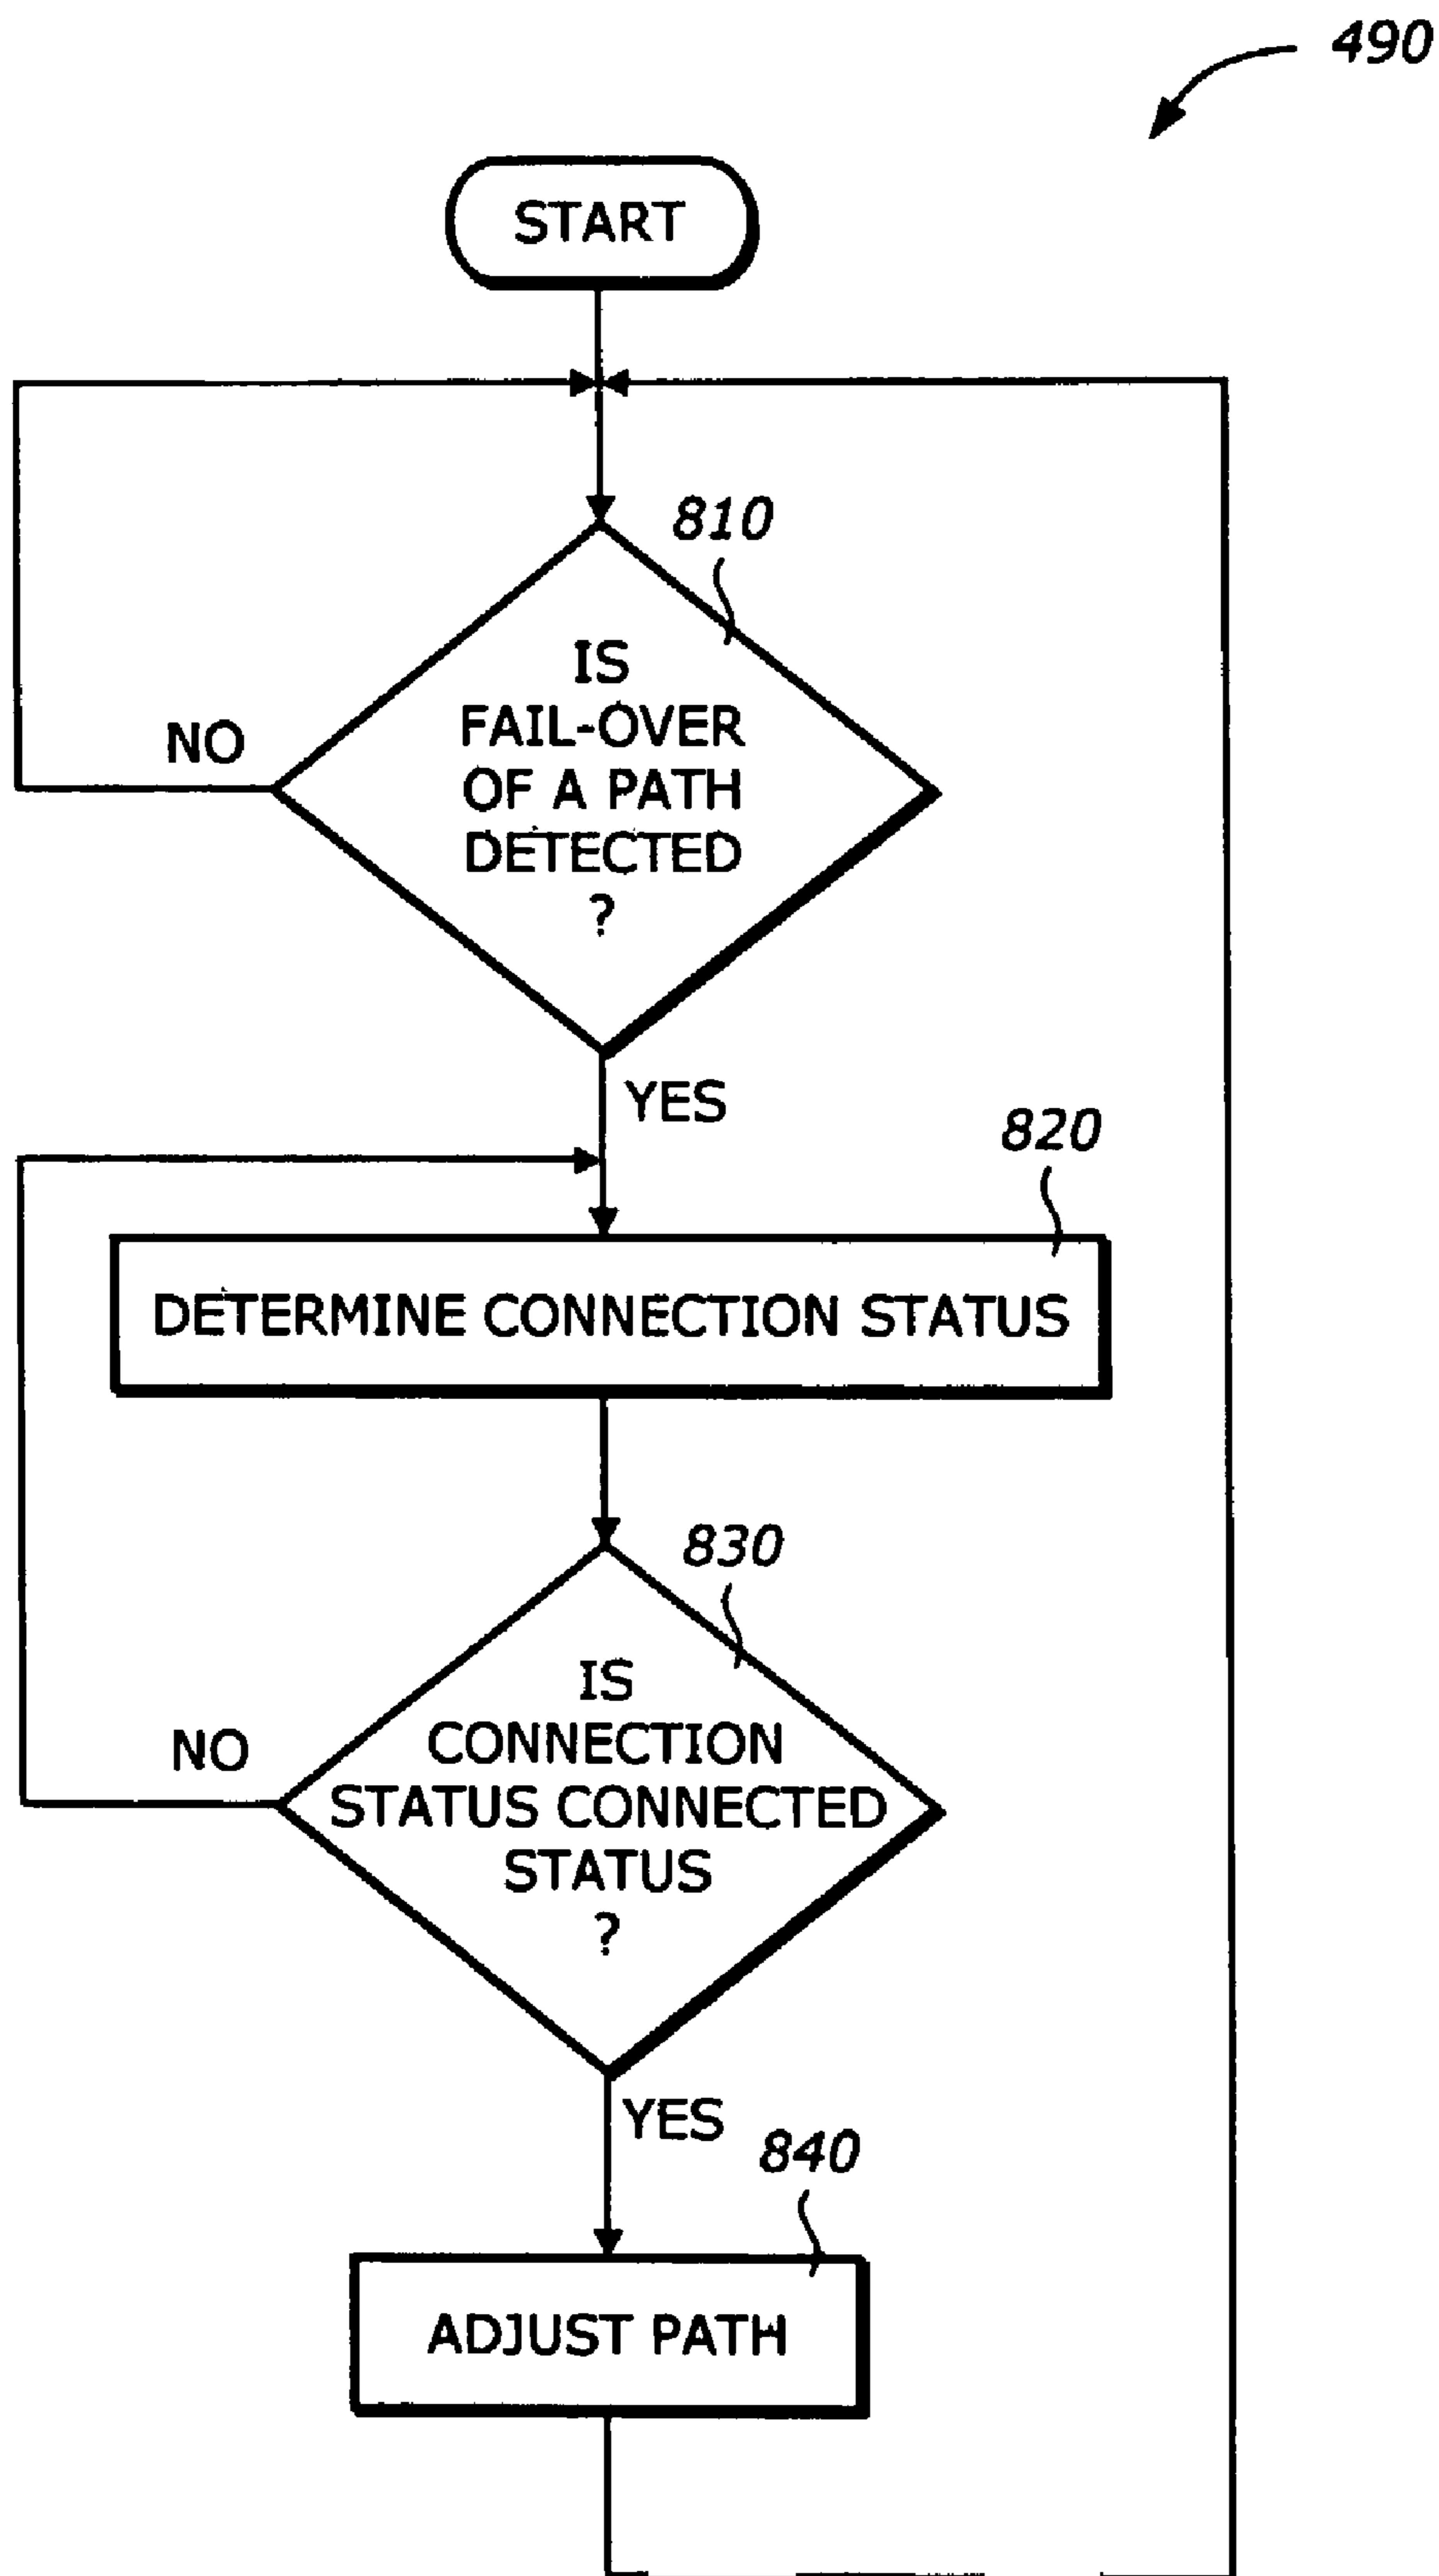 490
START
810
IS
FAIL-OVER
OF A PATH
DETECTED
?
NO
YES
820
DETERMINE CONNECTION STATUS
830
IS
CONNECTION
STATUS CONNECTED
STATUS
?
NO
YES
840
ADJUST PATH